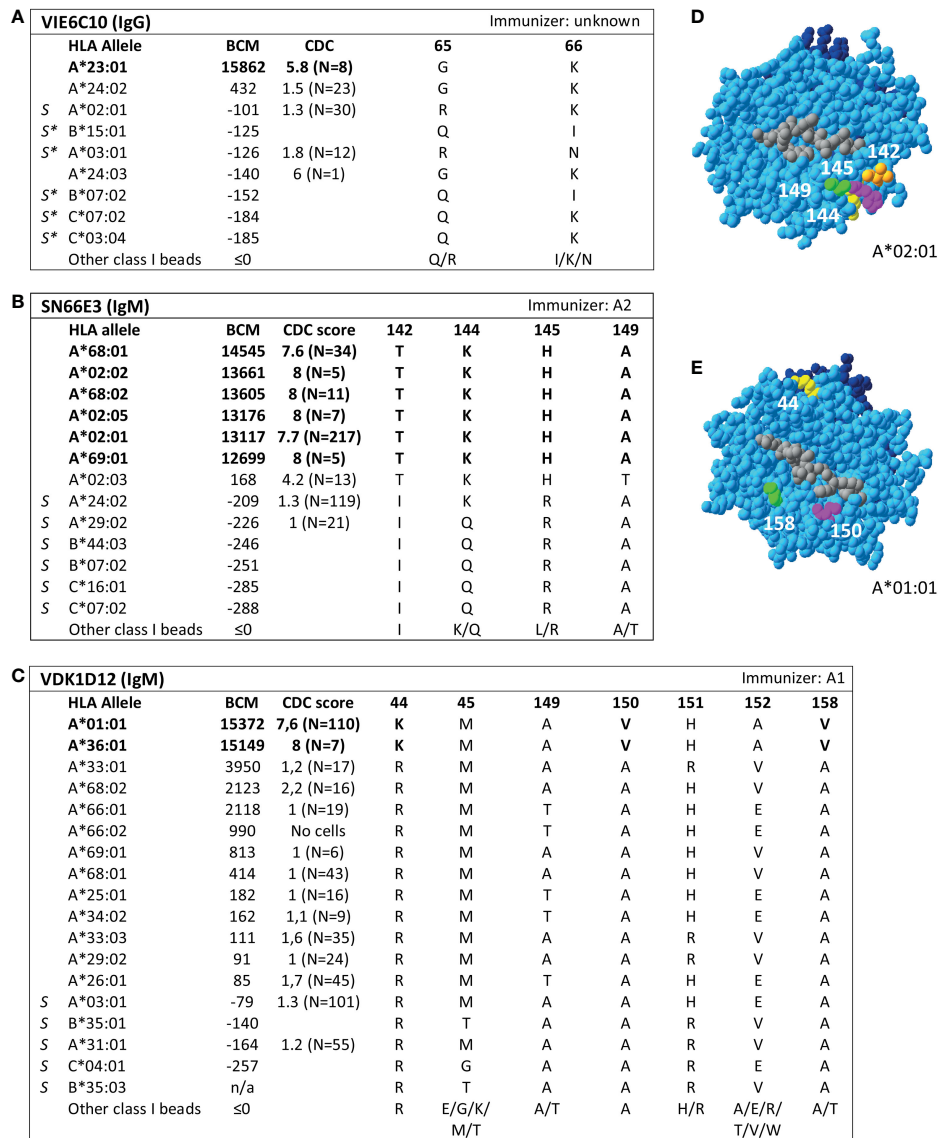 A
VIE6C10 (IgG) Immunizer: unknown
HLA Allele BCM CDC 65 66
A*23:01 15862 5.8 (N=8) G K
A*24:02 432 1.5 (N=23) G K
S A*02:01 -101 1.3 (N=30) R K
S* B*15:01 -125 Q I
S* A*03:01 -126 1.8 (N=12) R N
A*24:03 -140 6 (N=1) G K
S* B*07:02 -152 Q I
S* C*07:02 -184 Q K
S* C*03:04 -185 Q K
Other class I beads ≤0 Q/R I/K/N
B
SN66E3 (IgM) Immunizer: A2
HLA allele BCM CDC score 142 144 145 149
A*68:01 14545 7.6 (N=34) T K H A
A*02:02 13661 8 (N=5) T K H A
A*68:02 13605 8 (N=11) T K H A
A*02:05 13176 8 (N=7) T K H A
A*02:01 13117 7.7 (N=217) T K H A
A*69:01 12699 8 (N=5) T K H A
A*02:03 168 4.2 (N=13) T K H T
S A*24:02 -209 1.3 (N=119) I K R A
S A*29:02 -226 1 (N=21) I Q R A
S B*44:03 -246 I Q R A
S B*07:02 -251 I Q R A
S C*16:01 -285 I Q R A
S C*07:02 -288 I Q R A
Other class I beads ≤0 I K/Q L/R A/T
C
VDK1D12 (IgM) Immunizer: A1
HLA Allele BCM CDC score 44 45 149 150 151 152 158
A*01:01 15372 7,6 (N=110) K M A V H A V
A*36:01 15149 8 (N=7) K M A V H A V
A*33:01 3950 1,2 (N=17) R M A A R V A
A*68:02 2123 2,2 (N=16) R M A A H V A
A*66:01 2118 1 (N=19) R M T A H E A
A*66:02 990 No cells R M T A H E A
A*69:01 813 1 (N=6) R M A A H V A
A*68:01 414 1 (N=43) R M A A H V A
A*25:01 182 1 (N=16) R M T A H E A
A*34:02 162 1,1 (N=9) R M T A H E A
A*33:03 111 1,6 (N=35) R M A A R V A
A*29:02 91 1 (N=24) R M A A R V A
A*26:01 85 1,7 (N=45) R M T A H E A
S A*03:01 -79 1.3 (N=101) R M A A H E A
S B*35:01 -140 R T A A R V A
S A*31:01 -164 1.2 (N=55) R M A A R V A
S C*04:01 -257 R G A A R E A
S B*35:03 n/a R T A A R V A
Other class I beads ≤0 R E/G/K/ A/T A H/R A/E/R/ A/T
M/T T/V/W
D
142
145
149
144
A*02:01
E
44
158
150
A*01:01